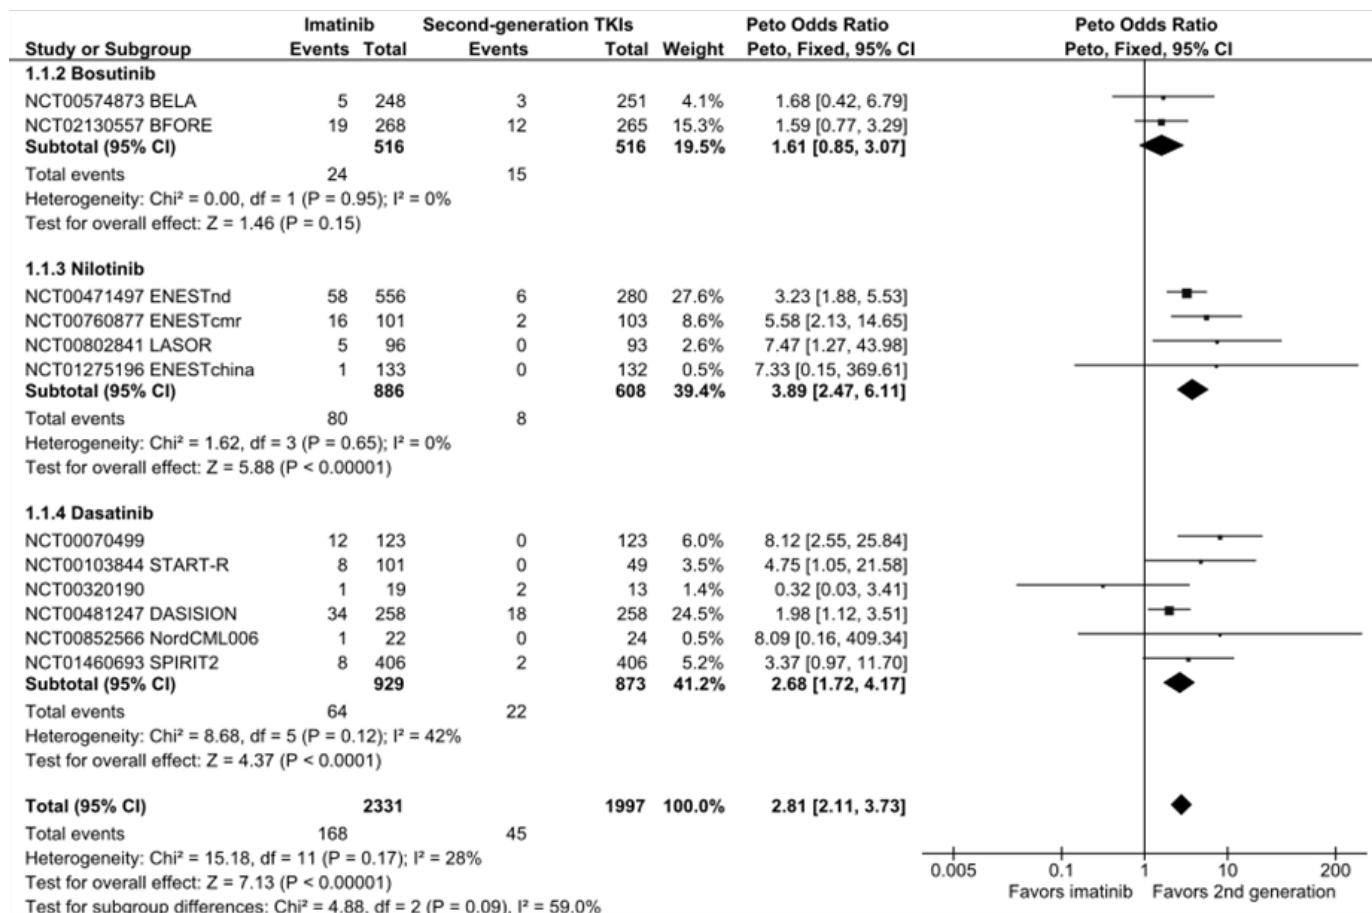 Imatinib Second-generation TKIs Peto Odds Ratio Peto Odds Ratio
Study or Subgroup Events Total Events Total Weight Peto, Fixed, 95% CI Peto, Fixed, 95% CI
1.1.2 Bosutinib
NCT00574873 BELA 5 248 3 251 4.1% 1.68 [0.42, 6.79]
NCT02130557 BFORE 19 268 12 265 15.3% 1.59 [0.77, 3.29]
Subtotal (95% CI) 516 516 19.5% 1.61 [0.85, 3.07]
Total events 24 15
Heterogeneity: Chi² = 0.00, df = 1 (P = 0.95); I² = 0%
Test for overall effect: Z = 1.46 (P = 0.15)
1.1.3 Nilotinib
NCT00471497 ENESTnd 58 556 6 280 27.6% 3.23 [1.88, 5.53]
NCT00760877 ENESTcmr 16 101 2 103 8.6% 5.58 [2.13, 14.65]
NCT00802841 LASOR 5 96 0 93 2.6% 7.47 [1.27, 43.98]
NCT01275196 ENESTchina 1 133 0 132 0.5% 7.33 [0.15, 369.61]
Subtotal (95% CI) 886 608 39.4% 3.89 [2.47, 6.11]
Total events 80 8
Heterogeneity: Chi² = 1.62, df = 3 (P = 0.65); I² = 0%
Test for overall effect: Z = 5.88 (P < 0.00001)
1.1.4 Dasatinib
NCT00070499 12 123 0 123 6.0% 8.12 [2.55, 25.84]
NCT00103844 START-R 8 101 0 49 3.5% 4.75 [1.05, 21.58]
NCT00320190 1 19 2 13 1.4% 0.32 [0.03, 3.41]
NCT00481247 DASISION 34 258 18 258 24.5% 1.98 [1.12, 3.51]
NCT00852566 NordCML006 1 22 0 24 0.5% 8.09 [0.16, 409.34]
NCT01460693 SPIRIT2 8 406 2 406 5.2% 3.37 [0.97, 11.70]
Subtotal (95% CI) 929 873 41.2% 2.68 [1.72, 4.17]
Total events 64 22
Heterogeneity: Chi² = 8.68, df = 5 (P = 0.12); I² = 42%
Test for overall effect: Z = 4.37 (P < 0.0001)
Total (95% CI) 2331 1997 100.0% 2.81 [2.11, 3.73]
Total events 168 45
Heterogeneity: Chi² = 15.18, df = 11 (P = 0.17); I² = 28%
Test for overall effect: Z = 7.13 (P < 0.00001)
Test for subgroup differences: Chi² = 4.88, df = 2 (P = 0.09), I² = 59.0%
0.005 0.1 1 10 200
Favors imatinib Favors 2nd generation